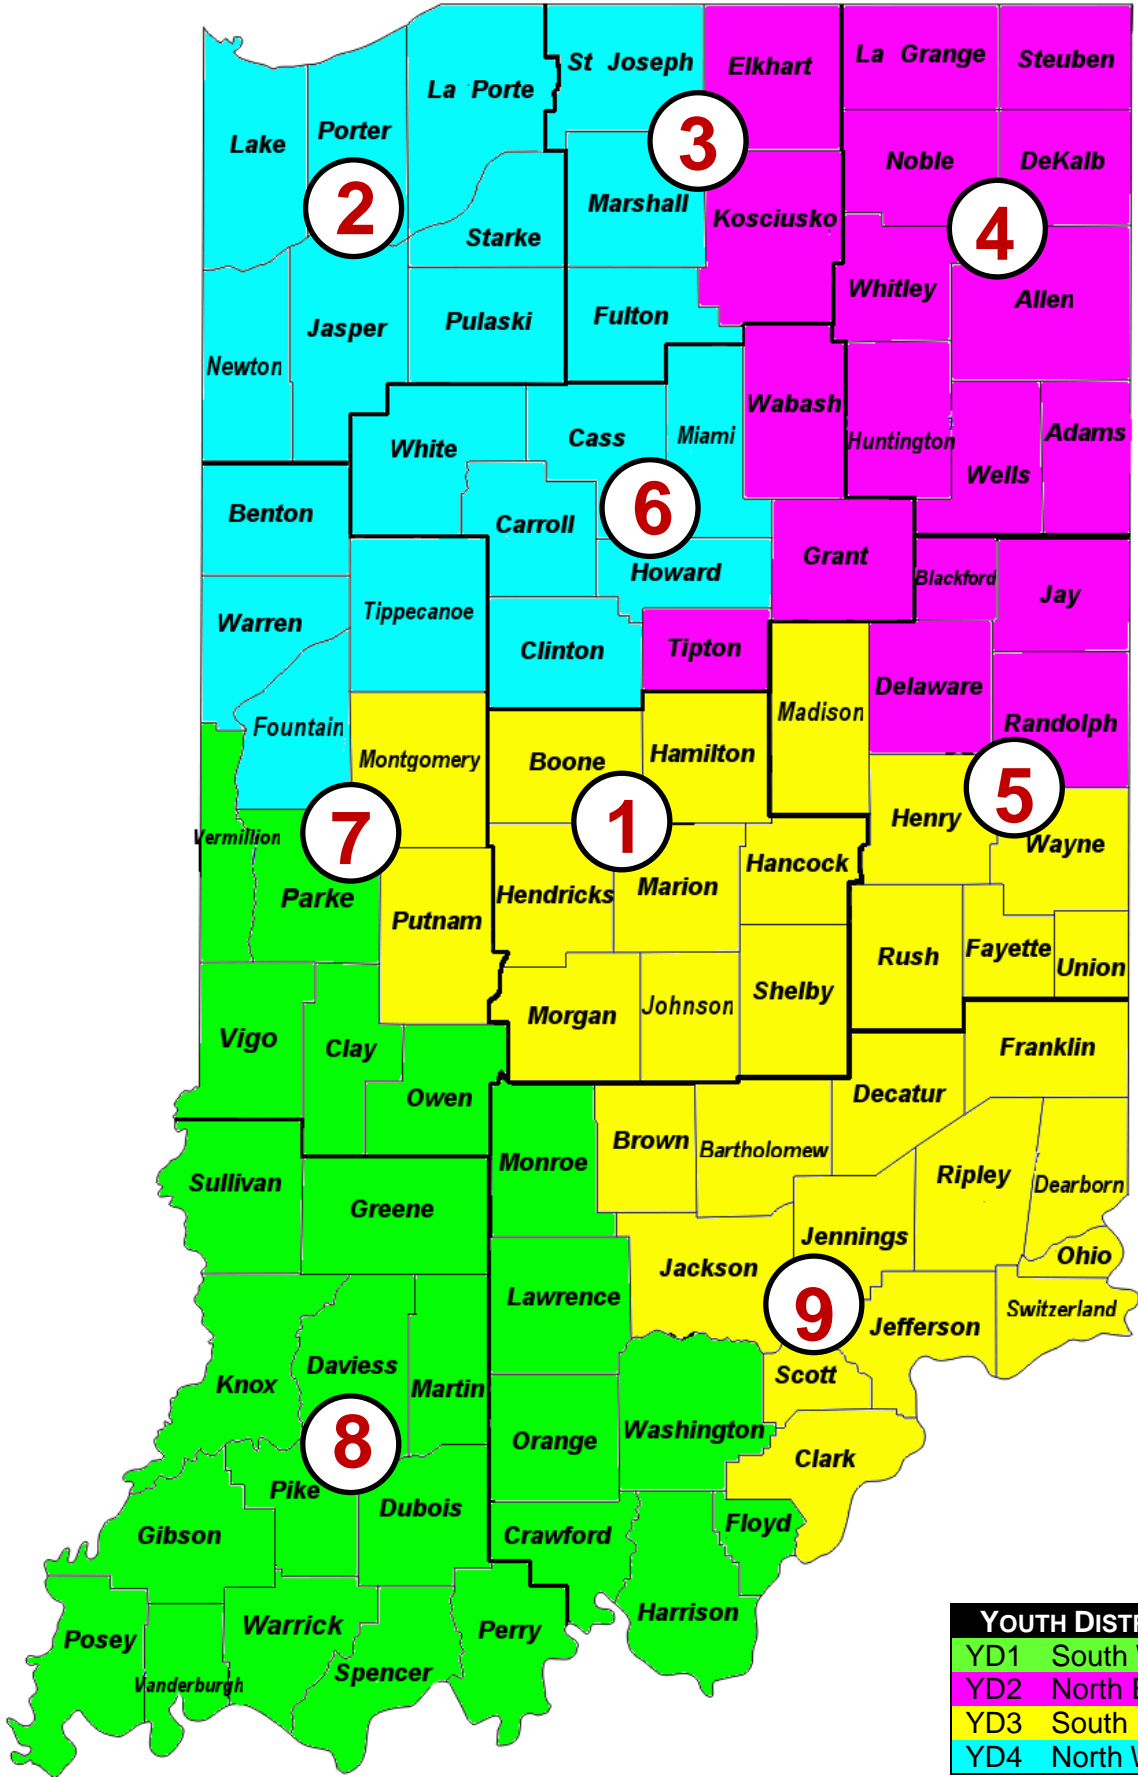 St Joseph
Elkhart
La Grange
Steuben
La Porte
Lake
Porter
3
Noble
DeKalb
2
Marshall
Kosciusko
4
Starke
Whitley
Allen
Jasper
Pulaski
Fulton
Newton
Wabash
White
Cass
Miami
Huntington
Adams
Wells
Benton
6
Carroll
Grant
Howard
Blackford
Jay
Warren
Tippecanoe
Clinton
Tipton
Delaware
Madison
Randolph
Fountain
Montgomery
Boone
Hamilton
5
7
1
Henry
Wayne
Vermillion
Parke
Hendricks
Marion
Hancock
Putnam
Rush
Fayette
Union
Morgan
Johnson
Shelby
Vigo
Clay
Franklin
Owen
Decatur
Monroe
Brown
Bartholomew
Ripley
Dearborn
Sullivan
Greene
Jennings
Ohio
Jackson
Lawrence
9
Jefferson
Switzerland
Daviess
Knox
Martin
Scott
8
Orange
Washington
Clark
Pike
Dubois
Gibson
Crawford
Floyd
Posey
Warrick
Perry
Harrison
Vanderburgh
Spencer
YOUTH DISTR
YD1 South W
YD2 North E
YD3 South
YD4 North W